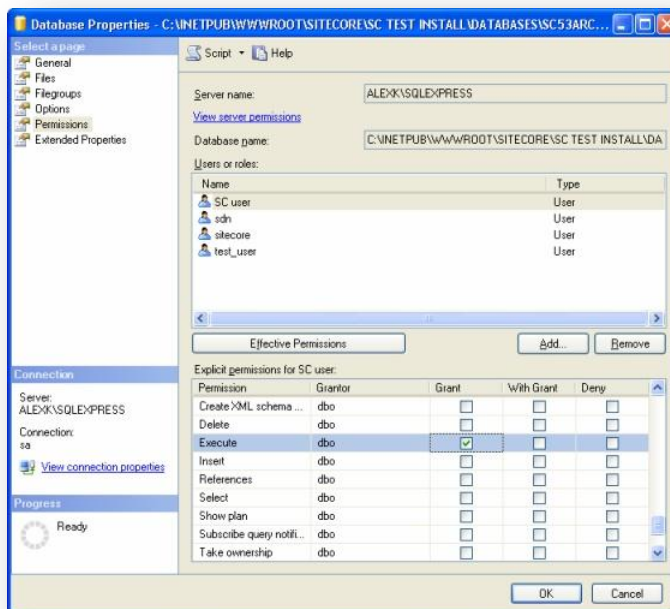 Database Properties - C:\INETPUB\WWWROOT\SITECORE\SC TEST INSTALL\DATABASES\SC53ARC...
Select a page
General
Files
Filegroups
Options
Permissions
Extended Properties
Script Help
Server name: ALEXK\SQLEXPRESS
View server permissions
Database name: C:\INETPUB\WWWROOT\SITECORE\SC TEST INSTALL\DA
Users or roles:
Name Type
SC user User
sdn User
sitecore User
test_user User
Effective Permissions Add... Remove
Explicit permissions for SC user:
Permission Grantor Grant With Grant Deny
Create XML schema ... dbo
Delete dbo
Execute dbo
Insert dbo
References dbo
Select dbo
Show plan dbo
Subscribe query notifi... dbo
Take ownership dbo
Connection
Server:
ALEXK\SQLEXPRESS
Connection:
sa
View connection properties
Progress
Ready
OK Cancel